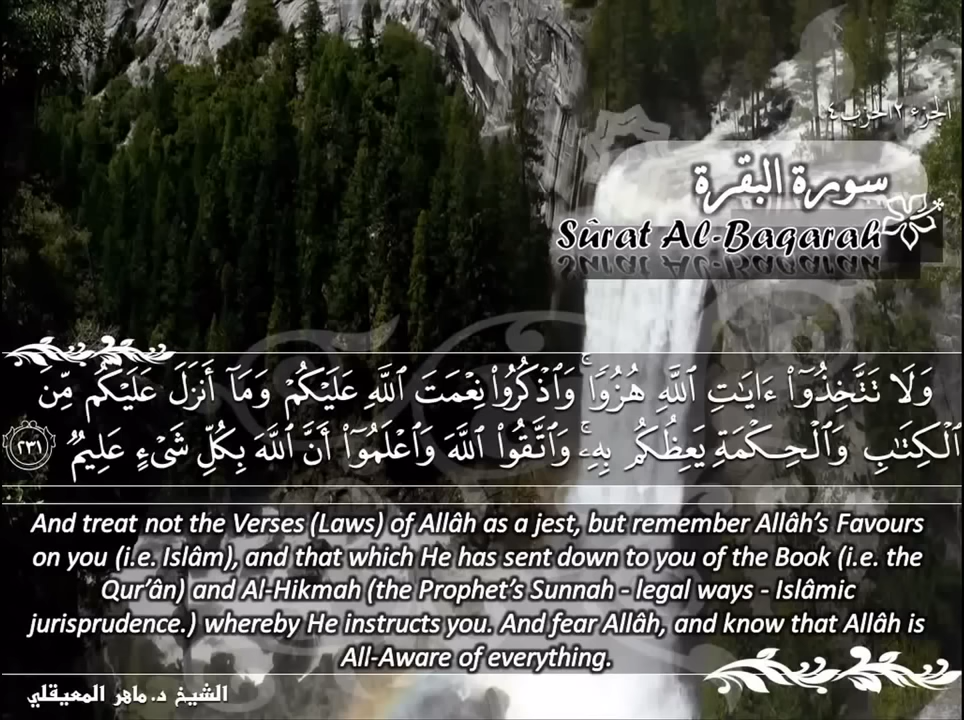 الجزء ٢ الحزب ٤
سورة البقرة
Sûrat Al-Baqarah
وَلَا تَتَّخِذُوٓا۟ ءَايَٰتِ ٱللَّهِ هُزُوًۭا ۚ وَٱذْكُرُوا۟ نِعْمَتَ ٱللَّهِ عَلَيْكُمْ وَمَآ أَنزَلَ عَلَيْكُم مِّنَ
ٱلْكِتَٰبِ وَٱلْحِكْمَةِ يَعِظُكُم بِهِۦ ۚ وَٱتَّقُوا۟ ٱللَّهَ وَٱعْلَمُوٓا۟ أَنَّ ٱللَّهَ بِكُلِّ شَىْءٍ عَلِيمٌۭ ٢٣١
And treat not the Verses (Laws) of Allâh as a jest, but remember Allâh's Favours
on you (i.e. Islâm), and that which He has sent down to you of the Book (i.e. the
Qur'ân) and Al-Hikmah (the Prophet's Sunnah - legal ways - Islâmic
jurisprudence.) whereby He instructs you. And fear Allâh, and know that Allâh is
All-Aware of everything.
الشيخ د. ماهر المعيقلي